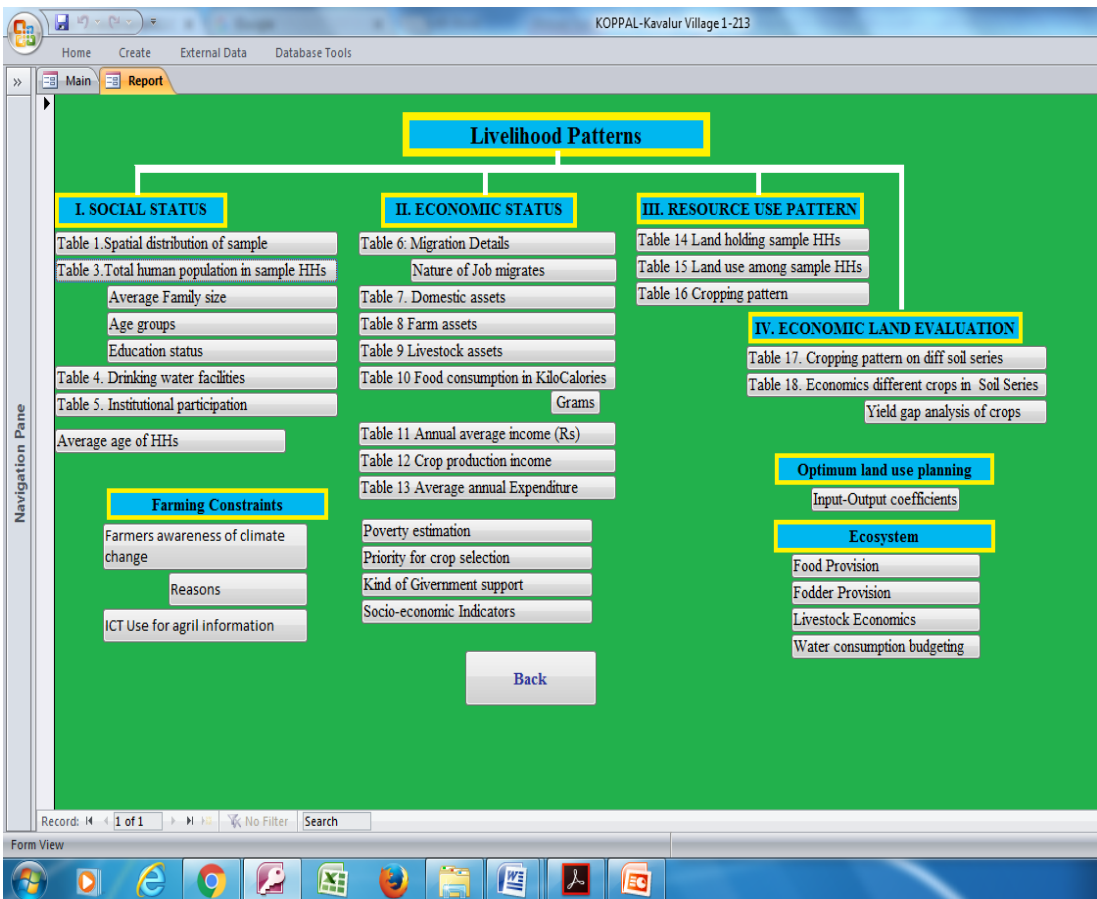 KOPPAL-Kavalur Village 1-213
Home Create External Data Database Tools
Main Report
Navigation Pane
Livelihood Patterns
I. SOCIAL STATUS
Table 1.Spatial distribution of sample
Table 3.Total human population in sample HHs
Average Family size
Age groups
Education status
Table 4. Drinking water facilities
Table 5. Institutional participation
Average age of HHs
Farming Constraints
Farmers awareness of climate
change
Reasons
ICT Use for agril information
II. ECONOMIC STATUS
Table 6: Migration Details
Nature of Job migrates
Table 7. Domestic assets
Table 8 Farm assets
Table 9 Livestock assets
Table 10 Food consumption in KiloCalories
Grams
Table 11 Annual average income (Rs)
Table 12 Crop production income
Table 13 Average annual Expenditure
Poverty estimation
Priority for crop selection
Kind of Givernment support
Socio-economic Indicators
Back
III. RESOURCE USE PATTERN
Table 14 Land holding sample HHs
Table 15 Land use among sample HHs
Table 16 Cropping pattern
IV. ECONOMIC LAND EVALUATION
Table 17. Cropping pattern on diff soil series
Table 18. Economics different crops in Soil Series
Yield gap analysis of crops
Optimum land use planning
Input-Output coefficients
Ecosystem
Food Provision
Fodder Provision
Livestock Economics
Water consumption budgeting
Record: 1 of 1 No Filter Search
Form View